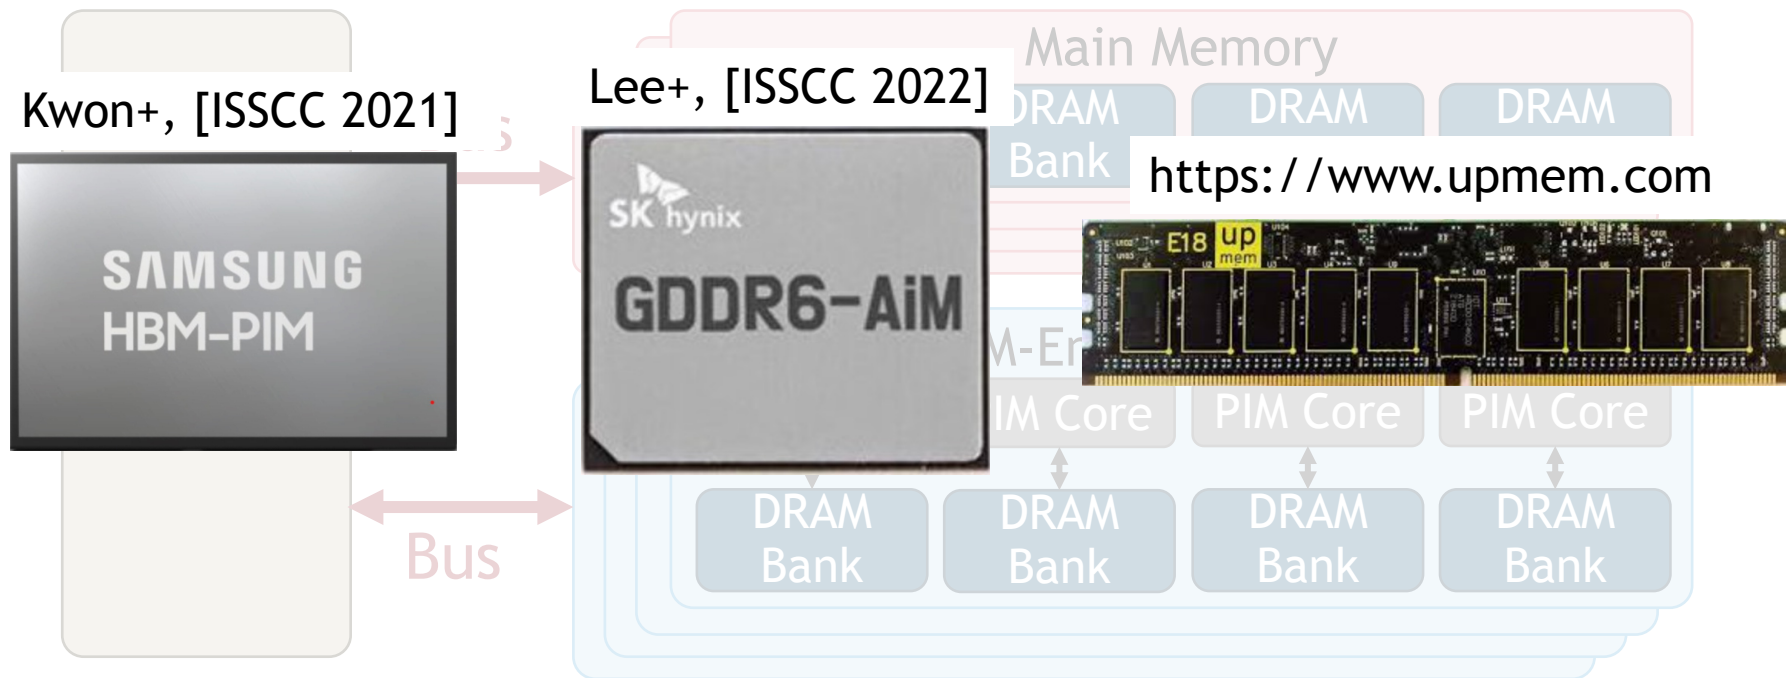 Main Memory
Kwon+, [ISSCC 2021]
Lee+, [ISSCC 2022]
https://www.upmem.com
DRAM
Bank
DRAM
DRAM
SAMSUNG
HBM-PIM
SK hynix
GDDR6-AiM
E18
up
mem
PIM Core
PIM Core
DRAM
Bank
DRAM
Bank
DRAM
Bank
DRAM
Bank
Bus